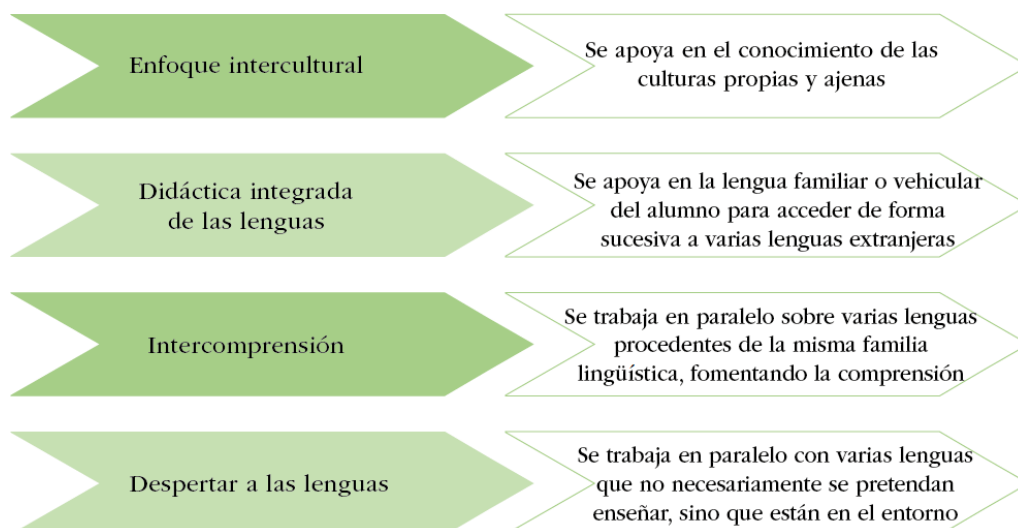 Enfoque intercultural
Se apoya en el conocimiento de las
culturas propias y ajenas
Didáctica integrada
de las lenguas
Se apoya en la lengua familiar o vehicular
del alumno para acceder de forma
sucesiva a varias lenguas extranjeras
Intercomprensión
Se trabaja en paralelo sobre varias lenguas
procedentes de la misma familia
lingüística, fomentando la comprensión
Despertar a las lenguas
Se trabaja en paralelo con varias lenguas
que no necesariamente se pretendan
enseñar, sino que están en el entorno